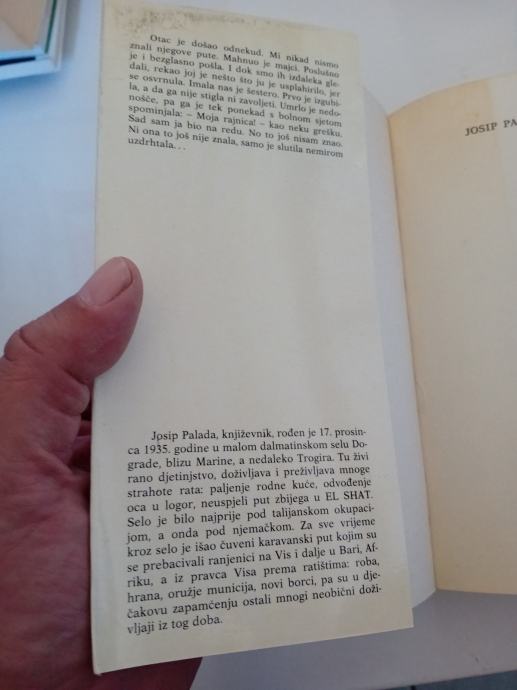 Otac je došao odnekud. Mi nikad nismo
znali njegove pute. Mahnuo je majci. Poslušno
je i bezglasno pošla. I dok smo ih izdaleka gle-
dali, rekao joj je nešto što ju je usplahirilo, jer
se osvrnula. Imala nas je šestero. Prvo je izgubi-
la, a da ga nije stigla ni zavoljeti. Umrlo je nedo-
nošče, pa ga je tek ponekad s bolnom sjetom
spominjala: – Moja rajnica! – kao neku grešku.
Sad sam ja bio na redu. No to još nisam znao.
Ni ona to još nije znala, samo je slutila nemirom
uzdrhtala...
JOSIP PA
Josip Palada, književnik, rođen je 17. prosin-
ca 1935. godine u malom dalmatinskom selu Do-
grade, blizu Marine, a nedaleko Trogira. Tu živi
rano djetinjstvo, doživljava i preživljava mnoge
strahote rata: paljenje rodne kuće, odvođenje
oca u logor, neuspjeli put zbijega u EL SHAT.
Selo je bilo najprije pod talijanskom okupaci-
jom, a onda pod njemačkom. Za sve vrijeme
kroz selo je išao čuveni karavanski put kojim su
se prebacivali ranjenici na Vis i dalje u Bari, Af-
riku, a iz pravca Visa prema ratištima: roba,
hrana, oružje municija, novi borci, pa su u dje-
čakovu zapamćenju ostali mnogi neobični doži-
vljaji iz tog doba.